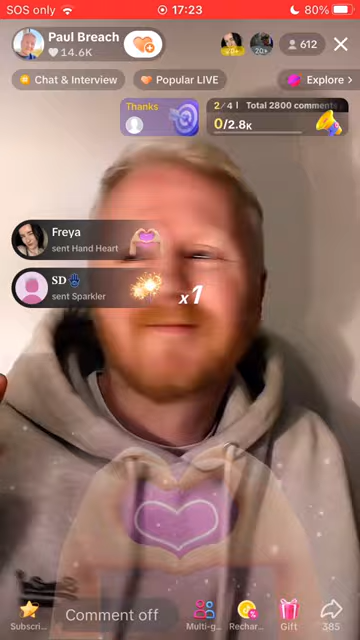 SOS only 17:23 80%
Paul Breach
14.6K
20+
612
Chat & Interview
Popular LIVE
Explore >
Thanks
2/4 | Total 2800 comments
0/2.8K
Freya
sent Hand Heart
SD
sent Sparkler
x1
Subscri...
Comment off
Multi-g...
Rechar...
Gift
385